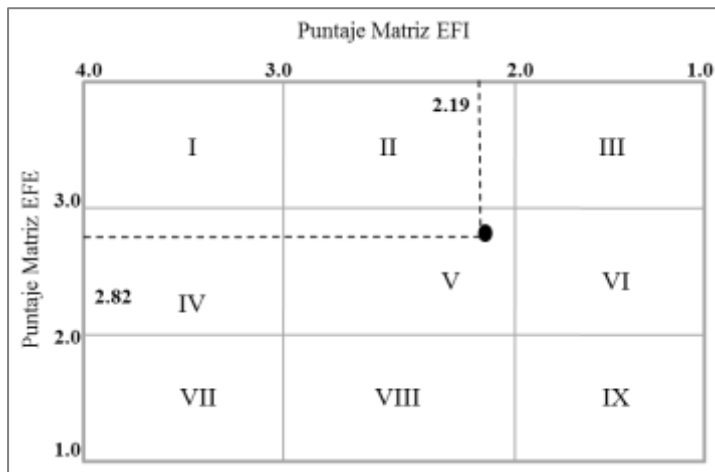 Puntaje Matriz EFI
4.0 3.0 2.0 1.0
2.19
I II III
Puntaje Matriz EFE
3.0
2.82
IV V VI
2.0
VII VIII IX
1.0